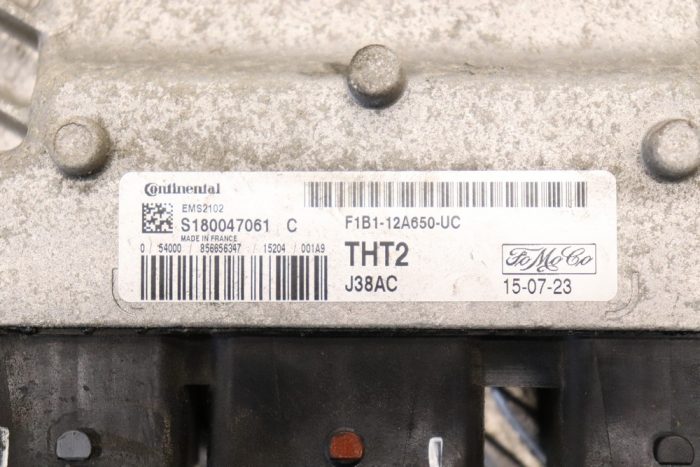 Continental
EMS2102
S180047061 C
MADE IN FRANCE
0 / 54000 / 856656347 / 15204 / 001A9
F1B1-12A650-UC
THT2
FoMoCo
J38AC
15-07-23